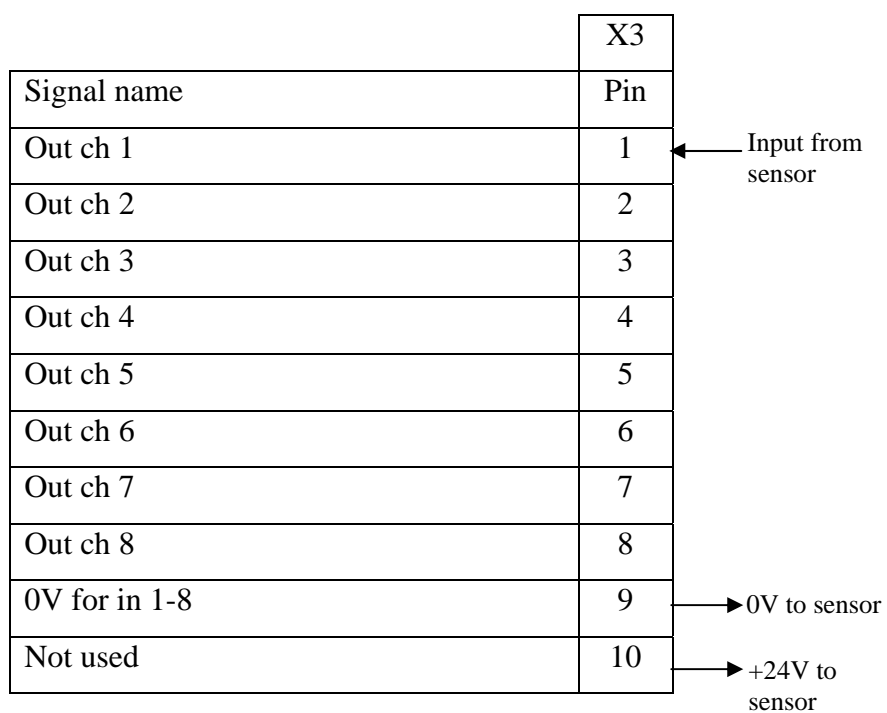 X3
Signal name Pin
Out ch 1 1 Input from
sensor
Out ch 2 2
Out ch 3 3
Out ch 4 4
Out ch 5 5
Out ch 6 6
Out ch 7 7
Out ch 8 8
0V for in 1-8 9 0V to sensor
Not used 10 +24V to
sensor